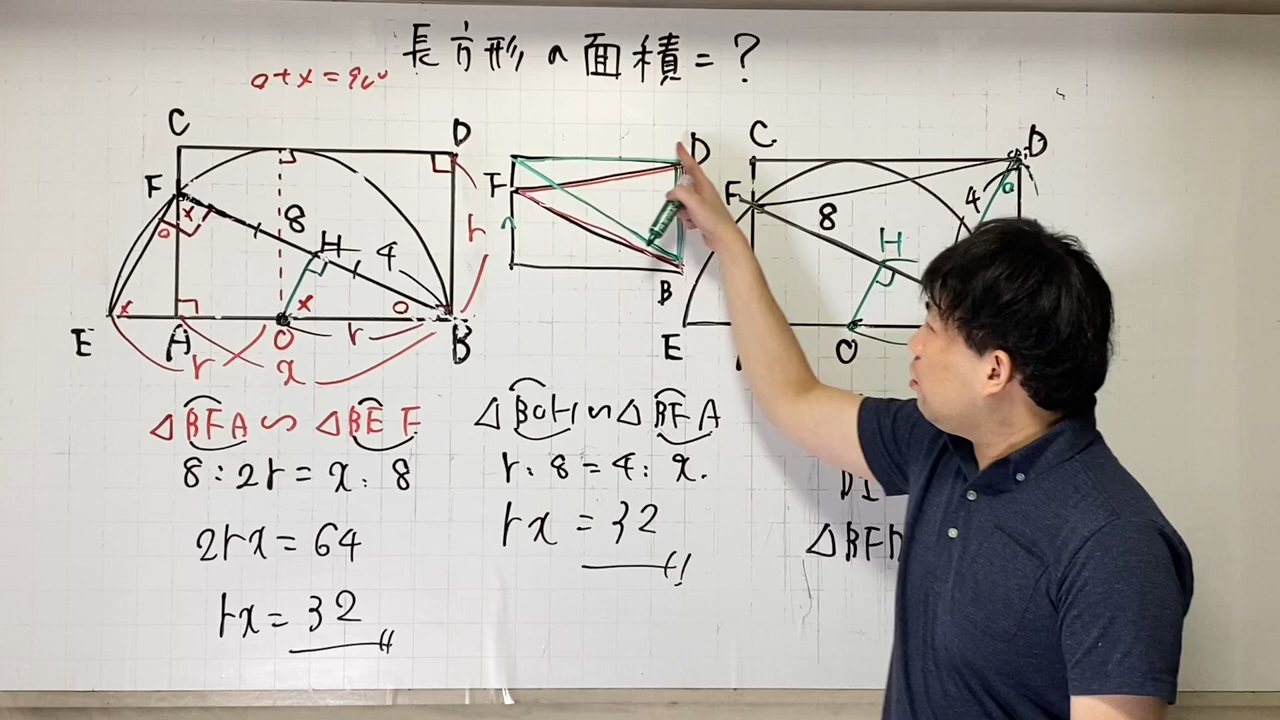 長方形の面積=?
○+×=90°
C
D
F
×
○
8
H
4
r
×
○
×
E
A
O
B
r
r
x
F
D
B
C
D
F
8
4
○
H
E
O
△BFA∽△BEF
8:2r=x:8
2rx=64
rx=32
△BOH∽△BFA
r:8=4:x.
rx=32
△BF